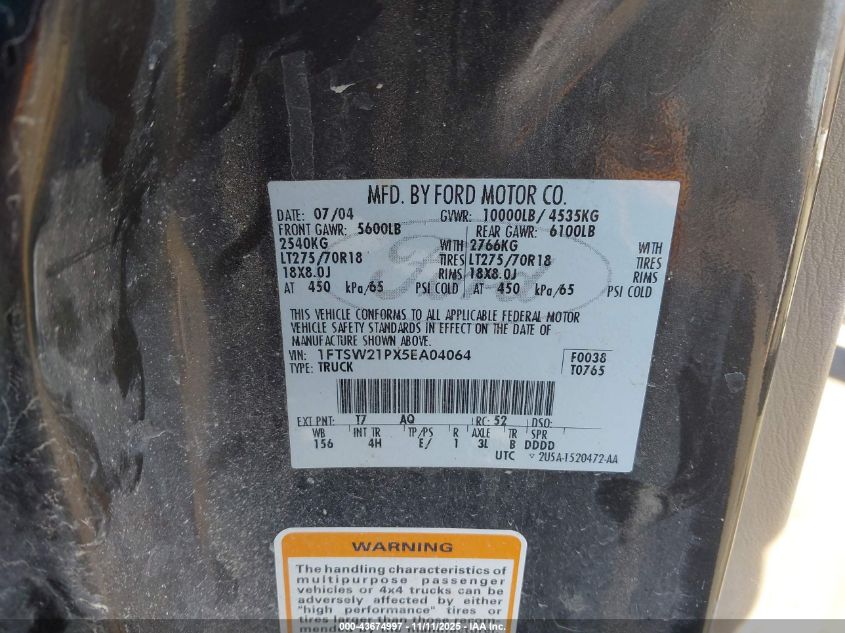 MFD. BY FORD MOTOR CO.
DATE: 07/04 GVWR: 10000LB/ 4535KG
FRONT GAWR: 5600LB REAR GAWR: 6100LB
2540KG WITH 2766KG WITH
LT275/70R18 TIRES LT275/70R18 TIRES
18X8.0J RIMS 18X8.0J RIMS
AT 450 kPa/65 PSI COLD AT 450 kPa/65 PSI COLD
Ford
THIS VEHICLE CONFORMS TO ALL APPLICABLE FEDERAL MOTOR
VEHICLE SAFETY STANDARDS IN EFFECT ON THE DATE OF
MANUFACTURE SHOWN ABOVE.
VIN: 1FTSW21PX5EA04064 F0038
TYPE: TRUCK T0765
EXT PNT: T7 AQ RC: 52 DSO:
WB INT TR TP/PS R AXLE TR SPR
156 4H E/ 1 3L B DDDD
UTC ▽ 2U5A-1520472-AA
WARNING
The handling characteristics of
multipurpose passenger
vehicles or 4x4 trucks can be
adversely affected by either
"high performance" tires or
tires larger than those recom-
000-43674997 - 11/11/2025 - IAA Inc.